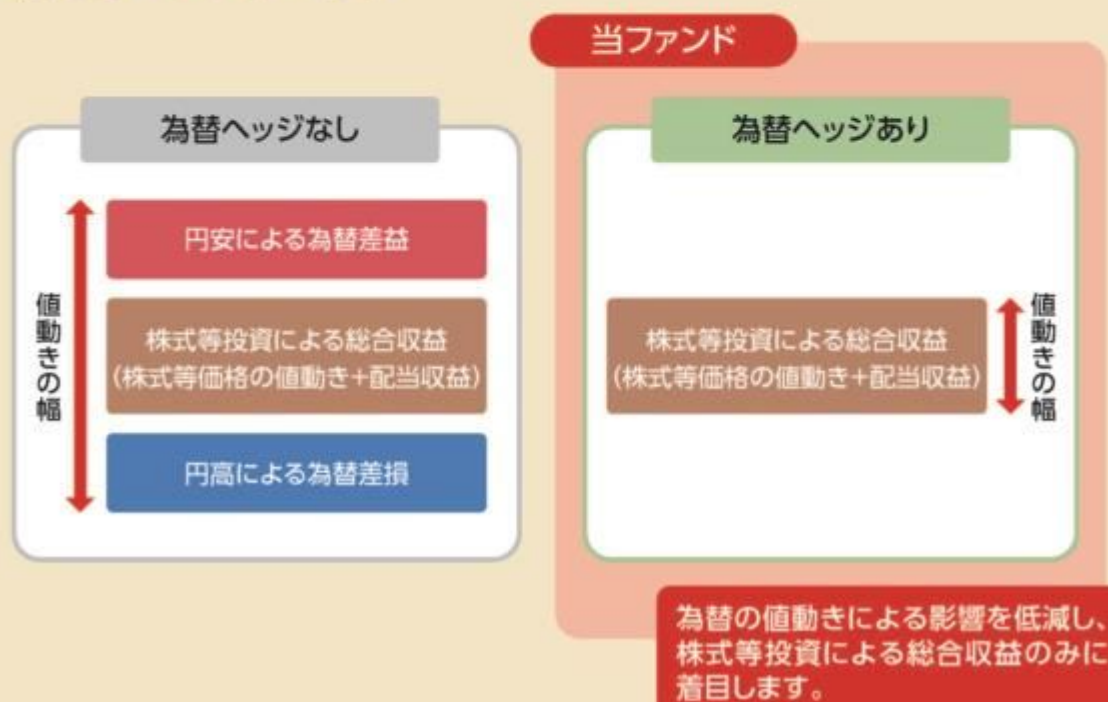 当ファンド
為替ヘッジなし
円安による為替差益
値動きの幅
株式等投資による総合収益
(株式等価格の値動き+配当収益)
円高による為替差損
為替ヘッジあり
株式等投資による総合収益
(株式等価格の値動き+配当収益)
値動きの幅
為替の値動きによる影響を低減し、
株式等投資による総合収益のみに
着目します。